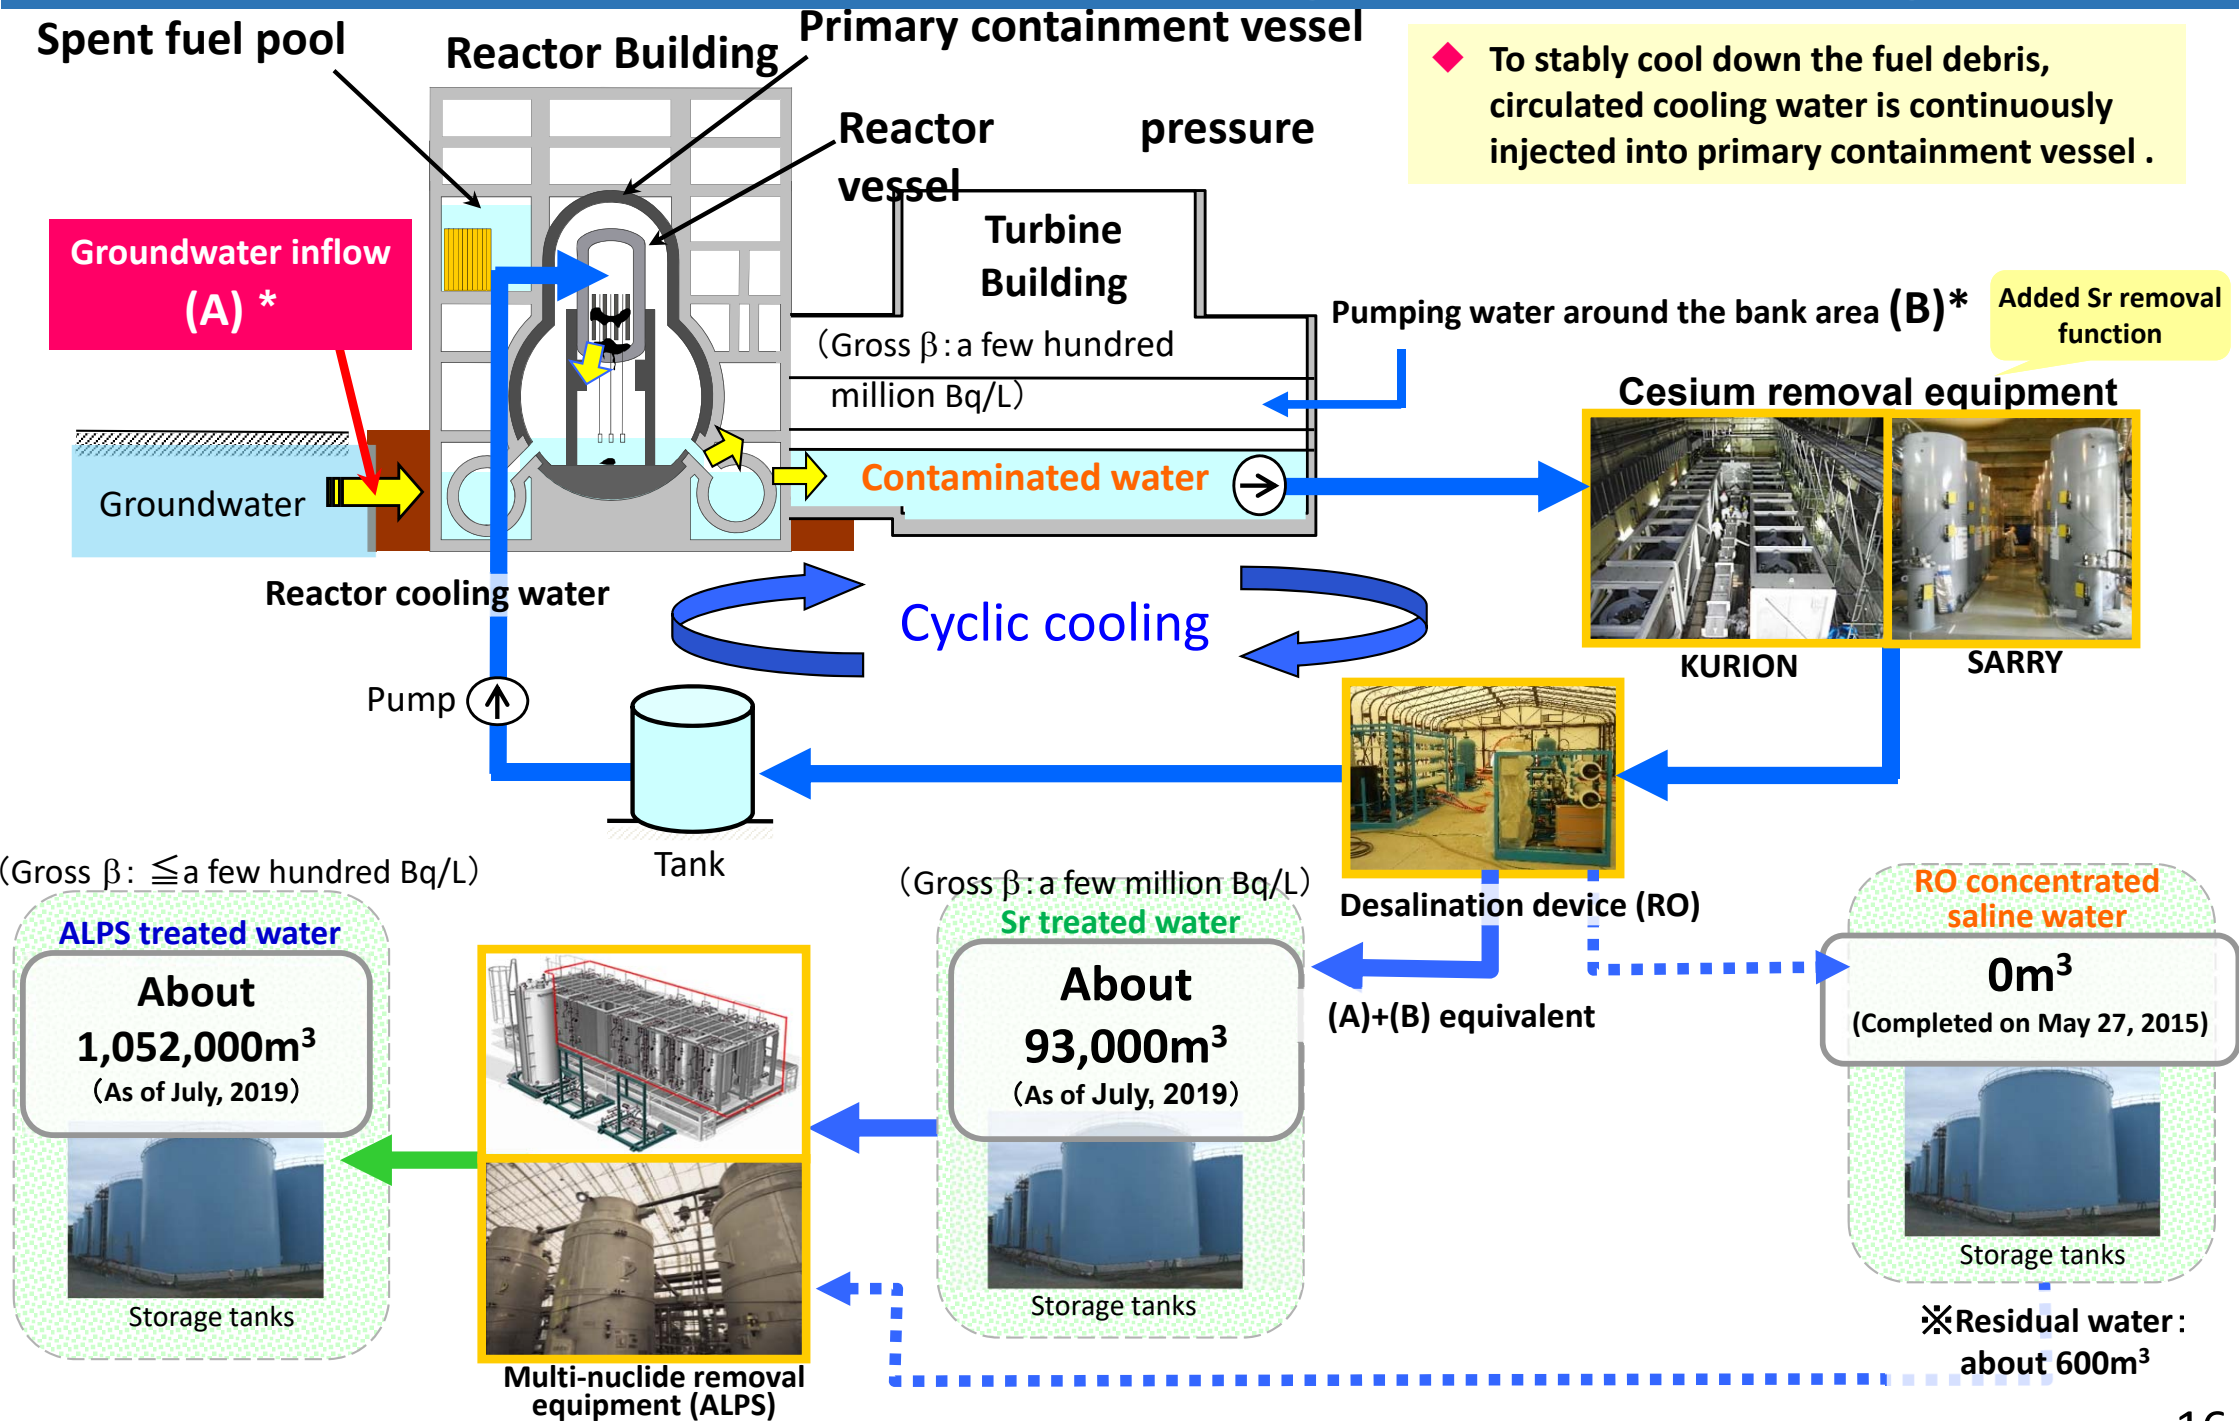 Spent fuel pool
Reactor Building
Primary containment vessel
Reactor pressure
vessel
◆ To stably cool down the fuel debris,
circulated cooling water is continuously
injected into primary containment vessel .
Groundwater inflow
(A) *
Turbine
Building
(Gross β: a few hundred
million Bq/L)
Pumping water around the bank area (B)*
Added Sr removal
function
Cesium removal equipment
Groundwater
Contaminated water
Reactor cooling water
Cyclic cooling
KURION
SARRY
Pump
Tank
(Gross β: ≦a few hundred Bq/L)
ALPS treated water
About
1,052,000m³
(As of July, 2019)
Storage tanks
Multi-nuclide removal
equipment (ALPS)
(Gross β: a few million Bq/L)
Sr treated water
About
93,000m³
(As of July, 2019)
Storage tanks
Desalination device (RO)
(A)+(B) equivalent
RO concentrated
saline water
0m³
(Completed on May 27, 2015)
Storage tanks
※Residual water:
about 600m³